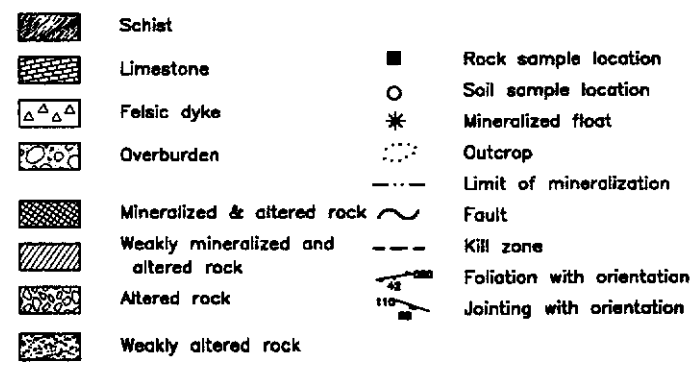 Schist
Limestone
Felsic dyke
Overburden
Mineralized & altered rock
Weakly mineralized and
altered rock
Altered rock
Weakly altered rock
Rock sample location
Soil sample location
Mineralized float
Outcrop
Limit of mineralization
Fault
Kill zone
42
Foliation with orientation
110
Jointing with orientation